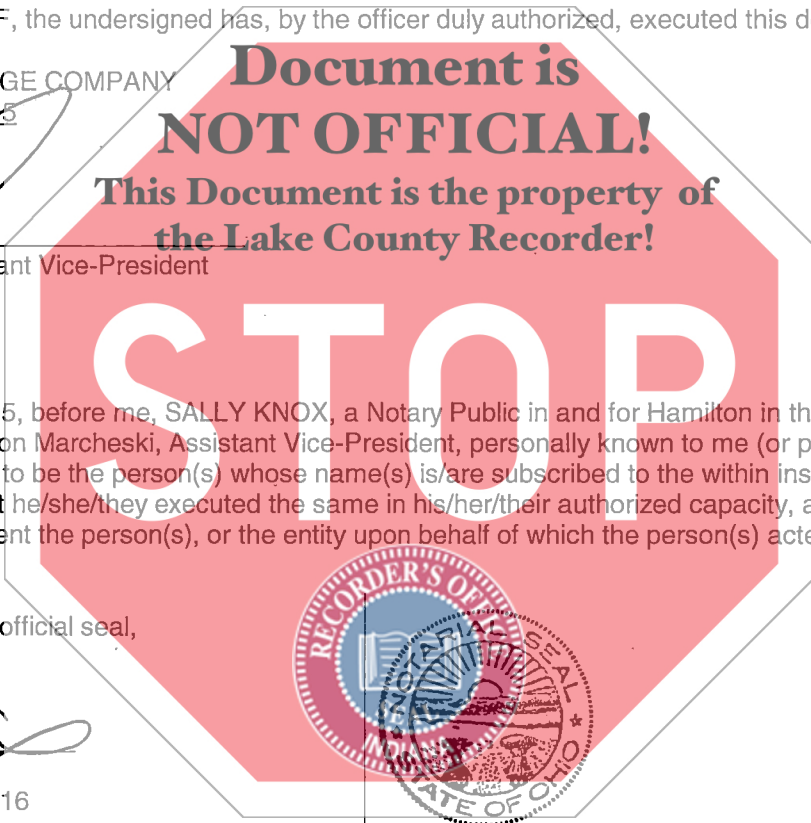 , the undersigned has, by the officer duly authorized, executed this d
Document is
GE COMPANY
5
NOT OFFICIAL!
This Document is the property of
the Lake County Recorder!
ant Vice-President
STOP
5, before me, SALLY KNOX, a Notary Public in and for Hamilton in th
on Marcheski, Assistant Vice-President, personally known to me (or p
to be the person(s) whose name(s) is/are subscribed to the within ins
t he/she/they executed the same in his/her/their authorized capacity, a
ent the person(s), or the entity upon behalf of which the person(s) acte
RECORDER'S OFFICE
official seal,
NOTARIAL SEAL
SEAL
INDIANA
STATE OF OHIO
16